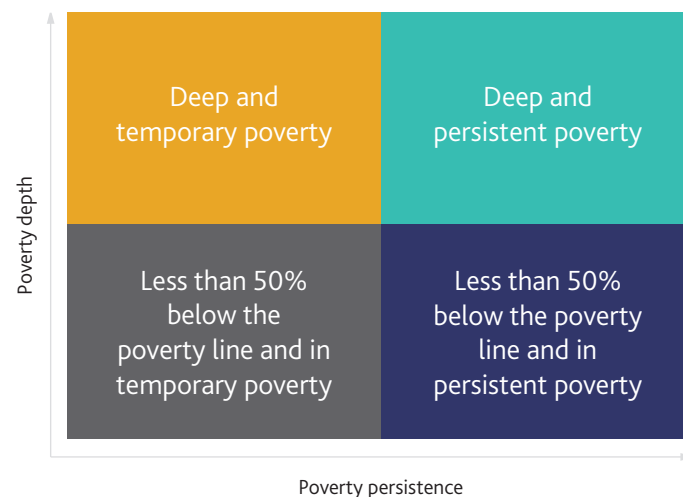 Poverty depth
Deep and
temporary poverty
Deep and
persistent poverty
Less than 50%
below the
poverty line and in
temporary poverty
Less than 50%
below the poverty
line and in
persistent poverty
Poverty persistence